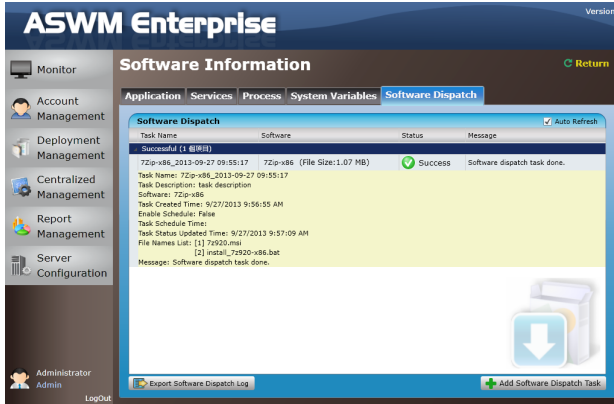 ASWM Enterprise
Version
Monitor
Account
Management
Deployment
Management
Centralized
Management
Report
Management
Server
Configuration
Administrator
Admin
LogOut
Software Information
Return
Application Services Process System Variables Software Dispatch
Software Dispatch
Auto Refresh
Task Name Software Status Message
Successful (1 個項目)
7Zip-x86_2013-09-27 09:55:17 7Zip-x86 (File Size:1.07 MB) Success Software dispatch task done.
Task Name: 7Zip-x86_2013-09-27 09:55:17
Task Description: task description
Software: 7Zip-x86
Task Created Time: 9/27/2013 9:56:55 AM
Enable Schedule: False
Task Schedule Time:
Task Status Updated Time: 9/27/2013 9:57:09 AM
File Names List: [1] 7z920.msi
[2] install_7z920-x86.bat
Message: Software dispatch task done.
Export Software Dispatch Log
Add Software Dispatch Task